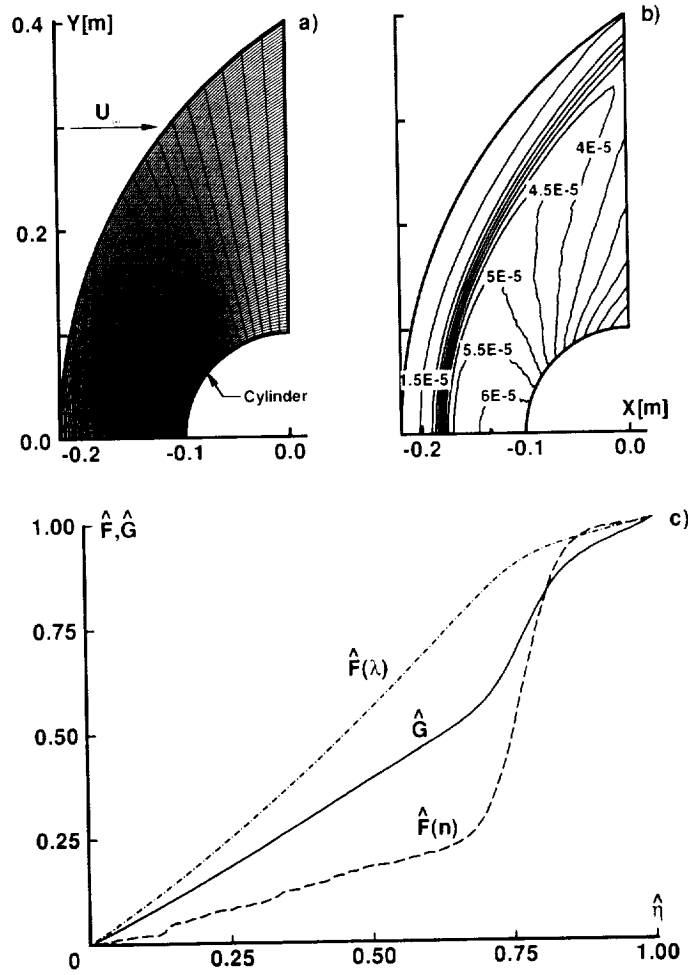 0.4
Y[m]
a)
U∞
0.2
Cylinder
0.0
-0.2
-0.1
0.0
b)
4E-5
4.5E-5
5E-5
5.5E-5
1.5E-5
6E-5
X[m]
-0.2
-0.1
0.0
1.00
F̂,Ĝ
c)
0.75
F̂(λ)
0.50
Ĝ
F̂(n)
0.25
η̂
0
0.25
0.50
0.75
1.00